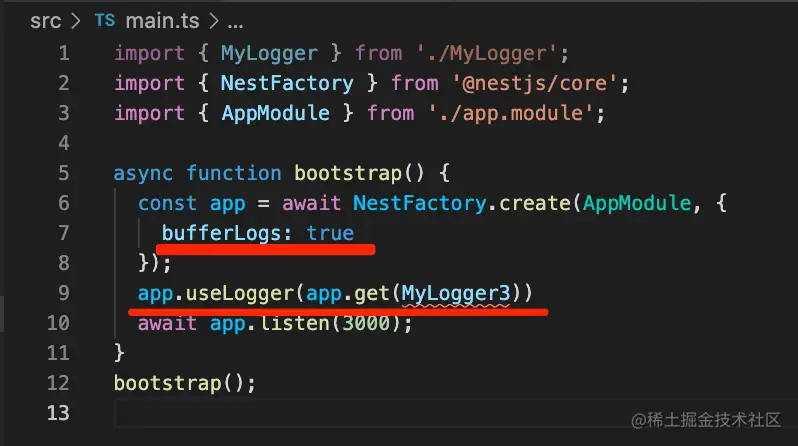 src > TS main.ts > ...
1 import { MyLogger } from './MyLogger';
2 import { NestFactory } from '@nestjs/core';
3 import { AppModule } from './app.module';
4
5 async function bootstrap() {
6 const app = await NestFactory.create(AppModule, {
7 bufferLogs: true
8 });
9 app.useLogger(app.get(MyLogger3))
10 await app.listen(3000);
11 }
12 bootstrap();
13
@稀土掘金技术社区